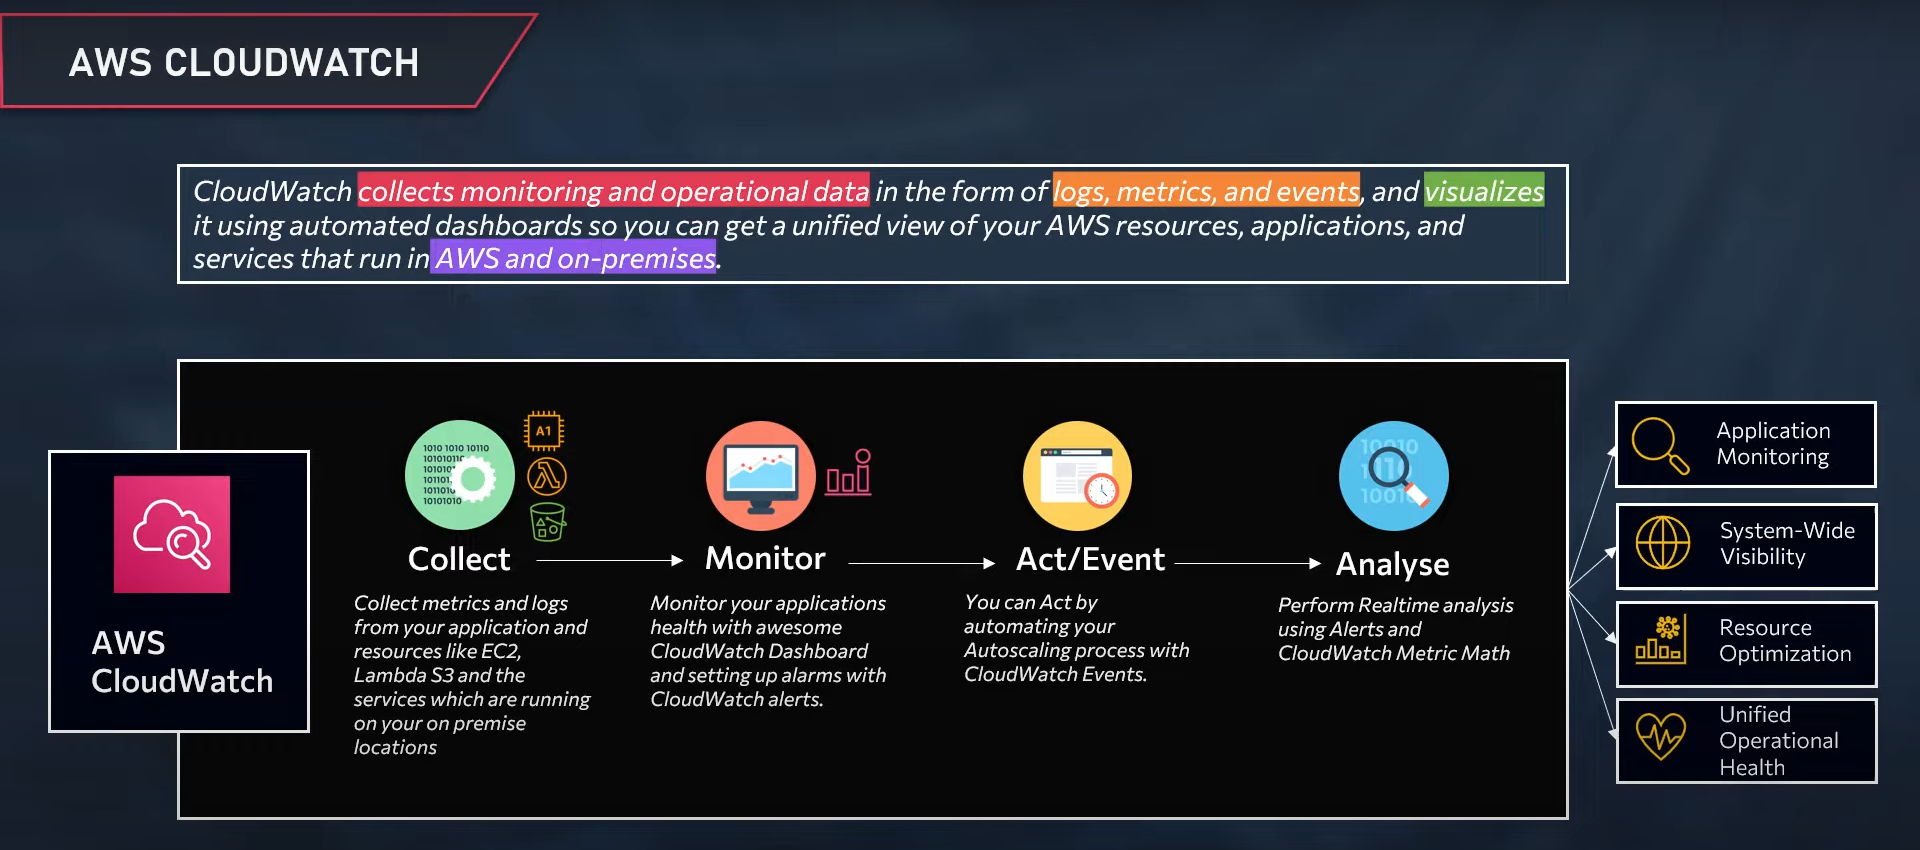 AWS CLOUDWATCH
CloudWatch collects monitoring and operational data in the form of logs, metrics, and events, and visualizes
it using automated dashboards so you can get a unified view of your AWS resources, applications, and
services that run in AWS and on-premises.
AWS
CloudWatch
1010 1010 10110
A1
Collect
Collect metrics and logs
from your application and
resources like EC2,
Lambda S3 and the
services which are running
on your on premise
locations
Monitor
Monitor your applications
health with awesome
CloudWatch Dashboard
and setting up alarms with
CloudWatch alerts.
Act/Event
You can Act by
automating your
Autoscaling process with
CloudWatch Events.
10010
Analyse
Perform Realtime analysis
using Alerts and
CloudWatch Metric Math
Application
Monitoring
System-Wide
Visibility
Resource
Optimization
Unified
Operational
Health